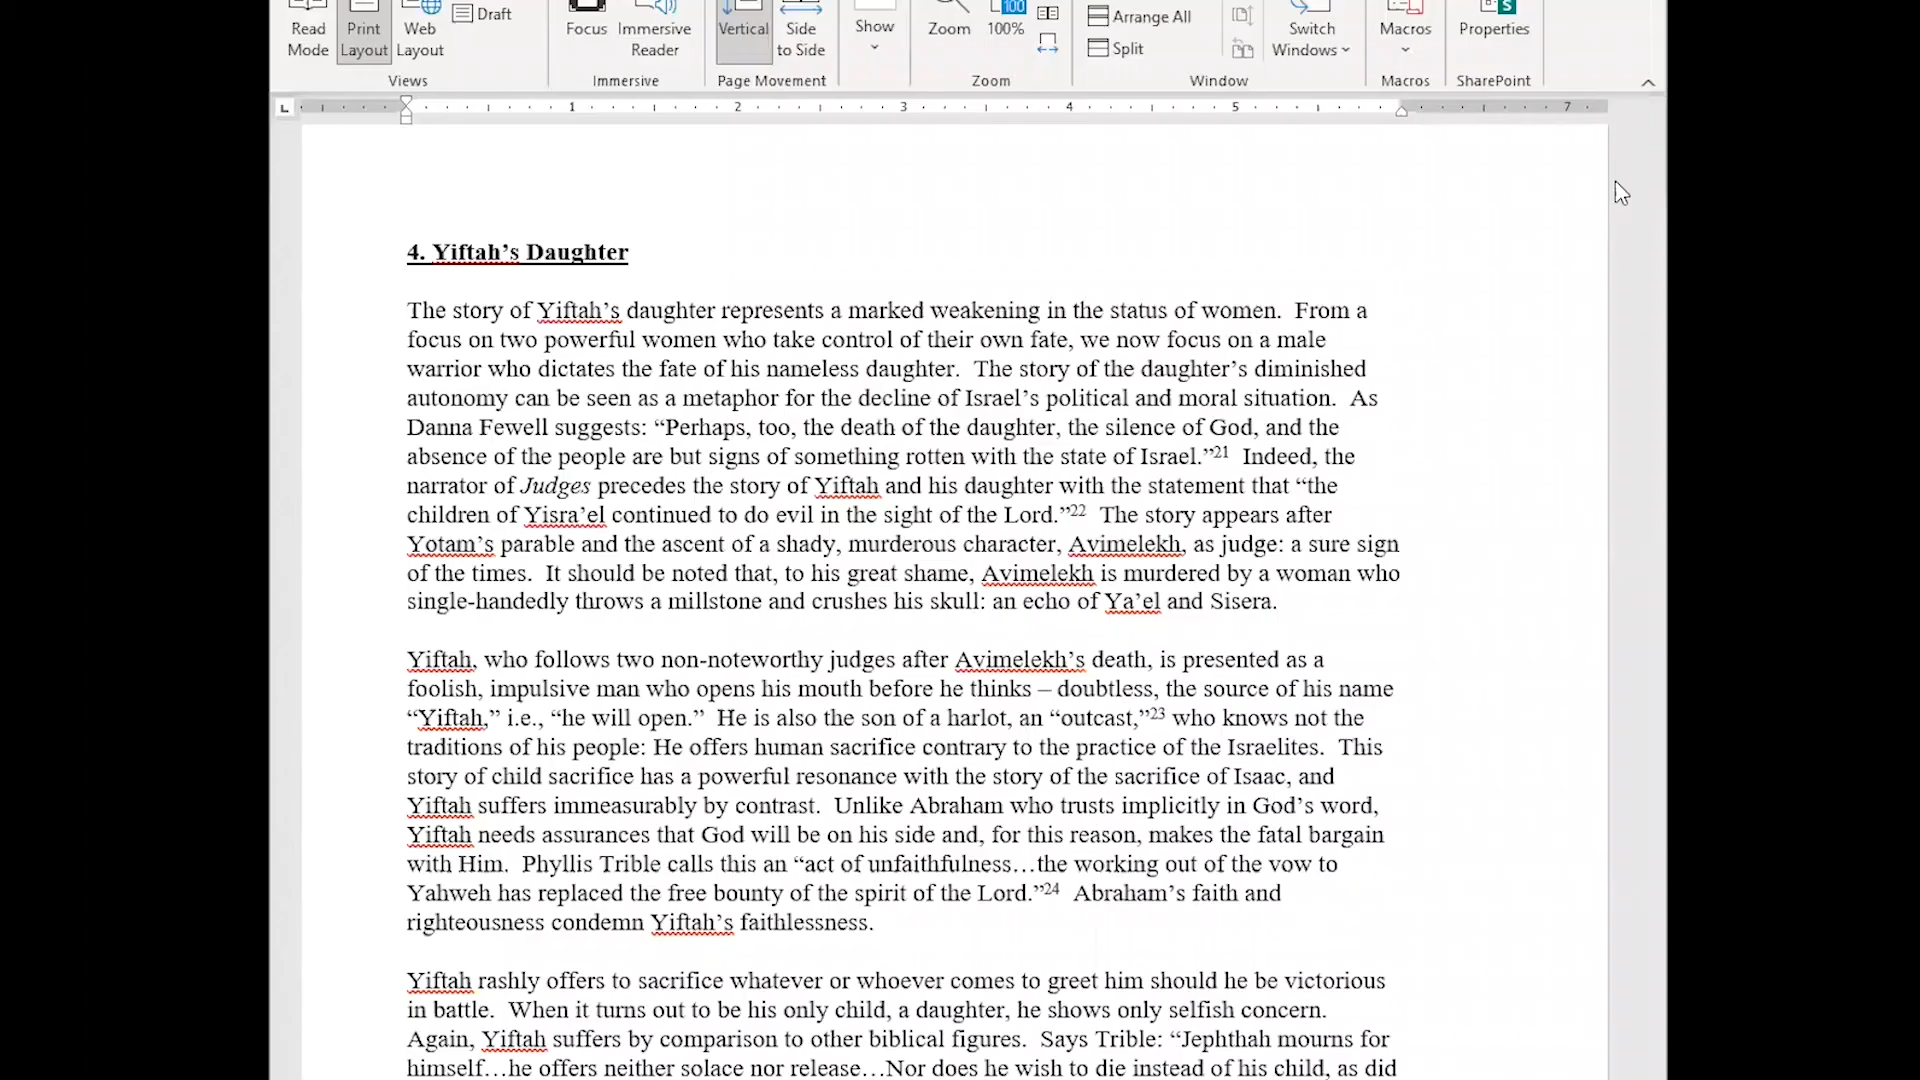 Read Mode
Print Layout
Web Layout
Draft
Views
Focus
Immersive Reader
Immersive
Vertical
Side to Side
Page Movement
Show
Zoom
100
100%
Zoom
Arrange All
Split
Switch Windows
Window
Macros
Macros
S
Properties
SharePoint
L
1 2 3 4 5 7
4. Yiftah’s Daughter
The story of Yiftah’s daughter represents a marked weakening in the status of women.  From a
focus on two powerful women who take control of their own fate, we now focus on a male
warrior who dictates the fate of his nameless daughter.  The story of the daughter’s diminished
autonomy can be seen as a metaphor for the decline of Israel’s political and moral situation.  As
Danna Fewell suggests: “Perhaps, too, the death of the daughter, the silence of God, and the
absence of the people are but signs of something rotten with the state of Israel.”21  Indeed, the
narrator of Judges precedes the story of Yiftah and his daughter with the statement that “the
children of Yisra’el continued to do evil in the sight of the Lord.”22  The story appears after
Yotam’s parable and the ascent of a shady, murderous character, Avimelekh, as judge: a sure sign
of the times.  It should be noted that, to his great shame, Avimelekh is murdered by a woman who
single-handedly throws a millstone and crushes his skull: an echo of Ya’el and Sisera.
Yiftah, who follows two non-noteworthy judges after Avimelekh’s death, is presented as a
foolish, impulsive man who opens his mouth before he thinks – doubtless, the source of his name
“Yiftah,” i.e., “he will open.”  He is also the son of a harlot, an “outcast,”23 who knows not the
traditions of his people: He offers human sacrifice contrary to the practice of the Israelites.  This
story of child sacrifice has a powerful resonance with the story of the sacrifice of Isaac, and
Yiftah suffers immeasurably by contrast.  Unlike Abraham who trusts implicitly in God’s word,
Yiftah needs assurances that God will be on his side and, for this reason, makes the fatal bargain
with Him.  Phyllis Trible calls this an “act of unfaithfulness…the working out of the vow to
Yahweh has replaced the free bounty of the spirit of the Lord.”24  Abraham’s faith and
righteousness condemn Yiftah’s faithlessness.
Yiftah rashly offers to sacrifice whatever or whoever comes to greet him should he be victorious
in battle.  When it turns out to be his only child, a daughter, he shows only selfish concern.
Again, Yiftah suffers by comparison to other biblical figures.  Says Trible: “Jephthah mourns for
himself…he offers neither solace nor release…Nor does he wish to die instead of his child, as did